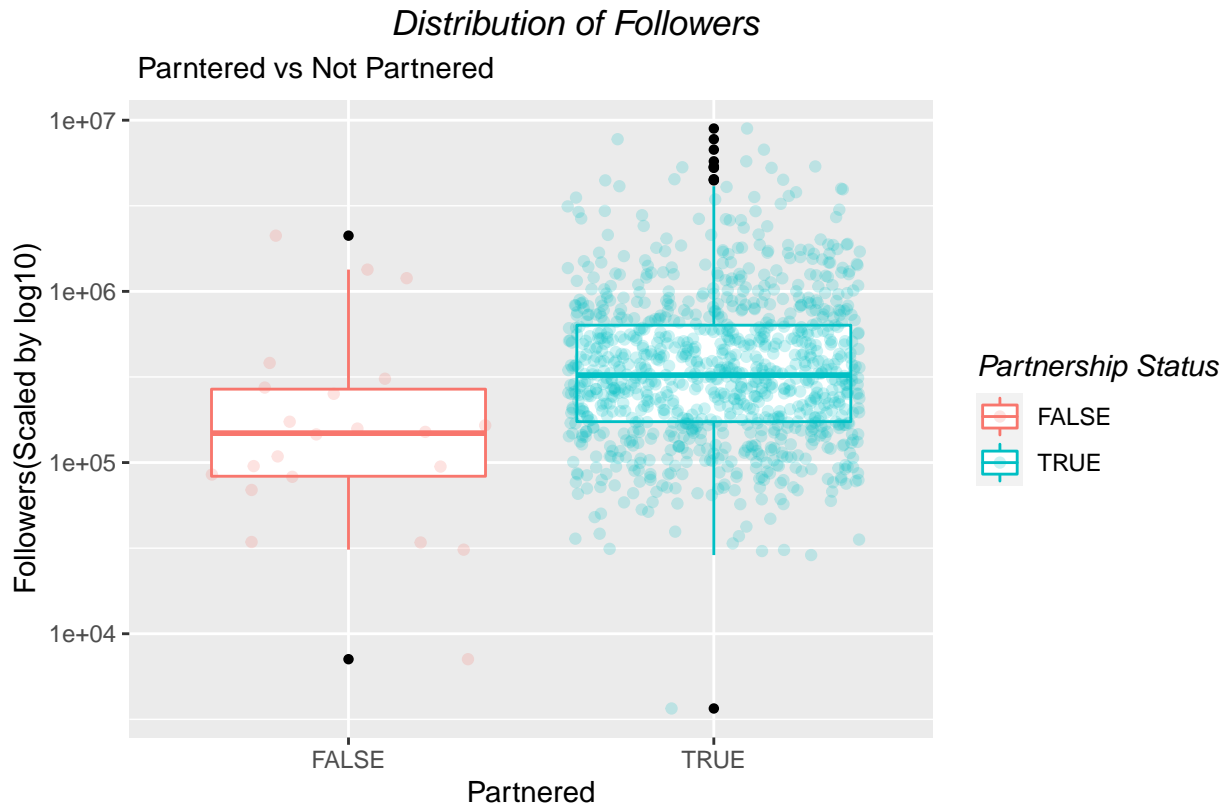 Distribution of Followers
Parntered vs Not Partnered
1e+07
1e+06
1e+05
1e+04
Followers(Scaled by log10)
FALSE
TRUE
Partnered
Partnership Status
FALSE
TRUE